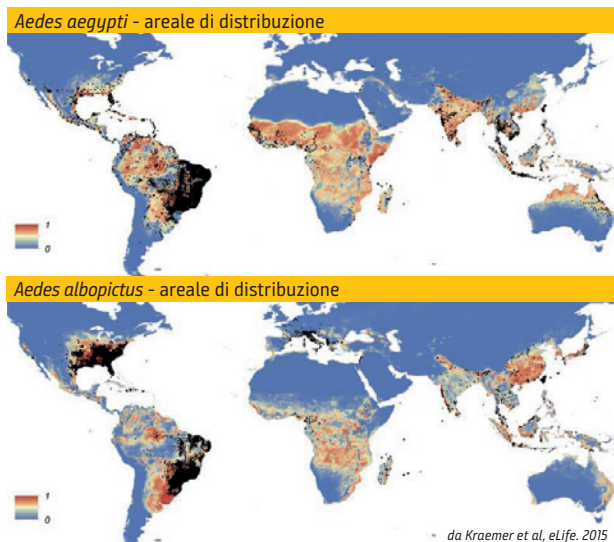 Aedes aegypti - areale di distribuzione
1
0
Aedes albopictus - areale di distribuzione
1
0
da Kraemer et al, eLife. 2015